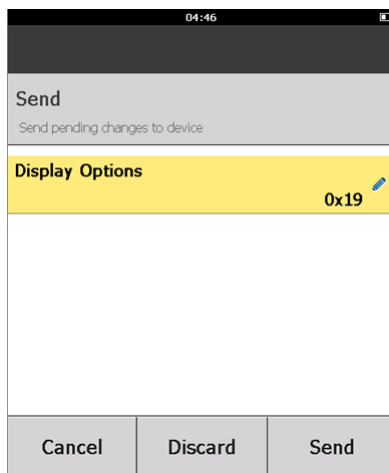 04:46
Send
Send pending changes to device
Display Options
0x19
Cancel Discard Send